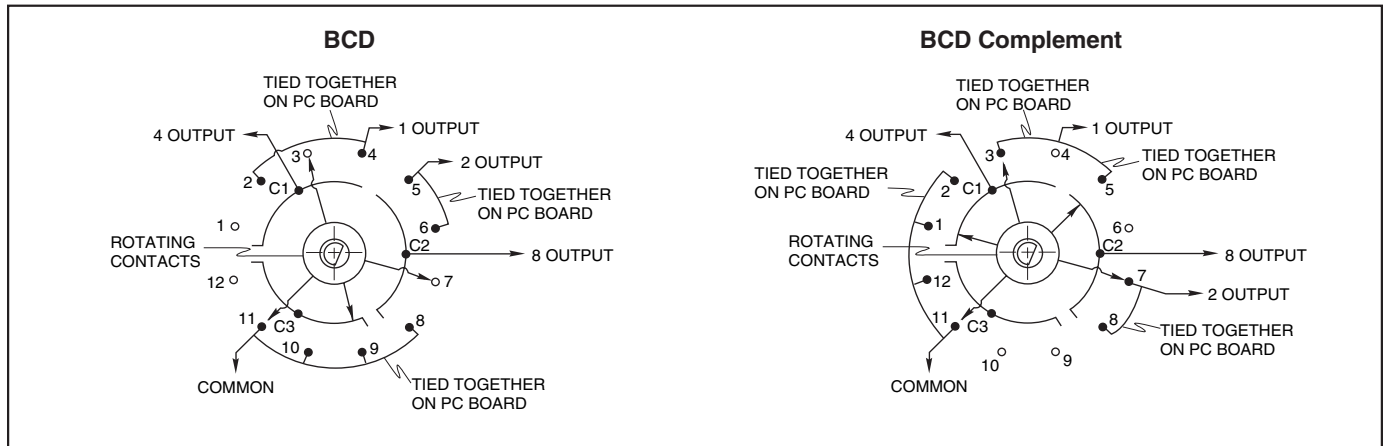 BCD
TIED TOGETHER
ON PC BOARD
4 OUTPUT
1 OUTPUT
3
4
2 OUTPUT
2
C1
5
TIED TOGETHER
ON PC BOARD
1
6
C2
ROTATING
CONTACTS
8 OUTPUT
12
7
11
C3
8
10
9
COMMON
TIED TOGETHER
ON PC BOARD
BCD Complement
TIED TOGETHER
ON PC BOARD
4 OUTPUT
1 OUTPUT
3
4
TIED TOGETHER
ON PC BOARD
TIED TOGETHER
ON PC BOARD
2
C1
5
1
6
C2
ROTATING
CONTACTS
8 OUTPUT
12
7
2 OUTPUT
11
C3
8
TIED TOGETHER
ON PC BOARD
10
9
COMMON